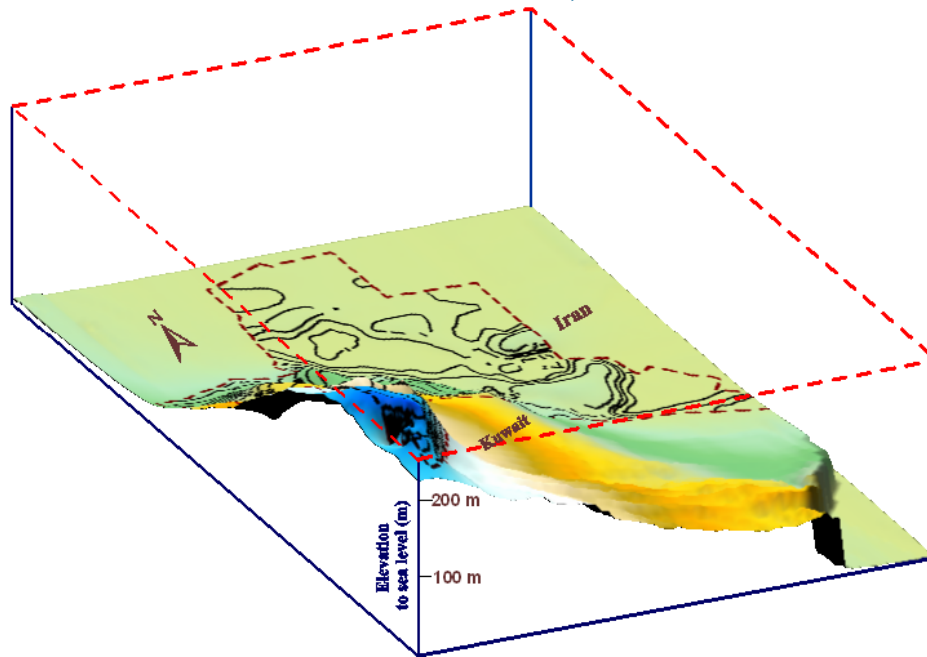 N
Iran
Kuwait
200 m
Elevation
to sea level (m)
100 m